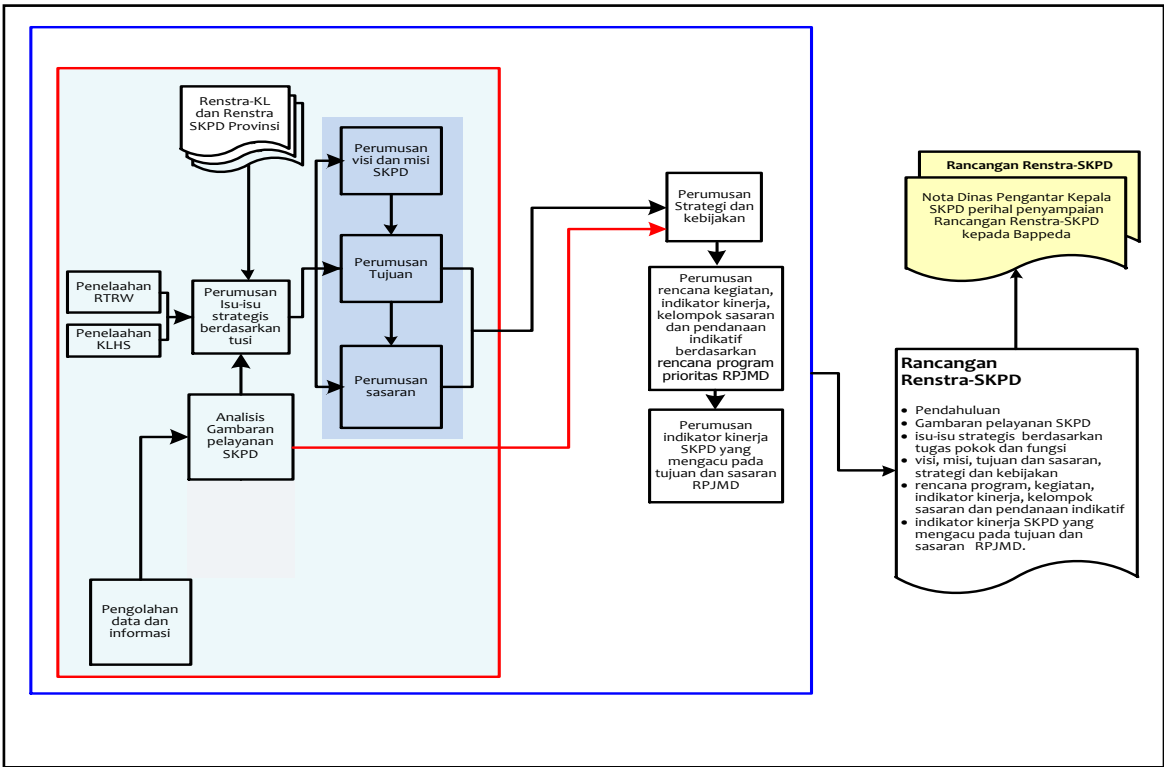 Renstra-KL
dan Renstra
SKPD Provinsi
Perumusan
visi dan misi
SKPD
Perumusan
Tujuan
Perumusan
sasaran
Penelaahan
RTRW
Penelaahan
KLHS
Perumusan
Isu-isu
strategis
berdasarkan
tusi
Analisis
Gambaran
pelayanan
SKPD
Pengolahan
data dan
informasi
Perumusan
Strategi dan
kebijakan
Perumusan
rencana kegiatan,
indikator kinerja,
kelompok sasaran
dan pendanaan
indikatif
berdasarkan
rencana program
prioritas RPJMD
Perumusan
indikator kinerja
SKPD yang
mengacu pada
tujuan dan
sasaran RPJMD
Rancangan Renstra-SKPD
Nota Dinas Pengantar Kepala
SKPD perihal penyampaian
Rancangan Renstra-SKPD
kepada Bappeda
Rancangan
Renstra-SKPD
• Pendahuluan
• Gambaran pelayanan SKPD
• isu-isu strategis berdasarkan
tugas pokok dan fungsi
• visi, misi, tujuan dan sasaran,
strategi dan kebijakan
• rencana program, kegiatan,
indikator kinerja, kelompok
sasaran dan pendanaan indikatif
• indikator kinerja SKPD yang
mengacu pada tujuan dan
sasaran RPJMD.